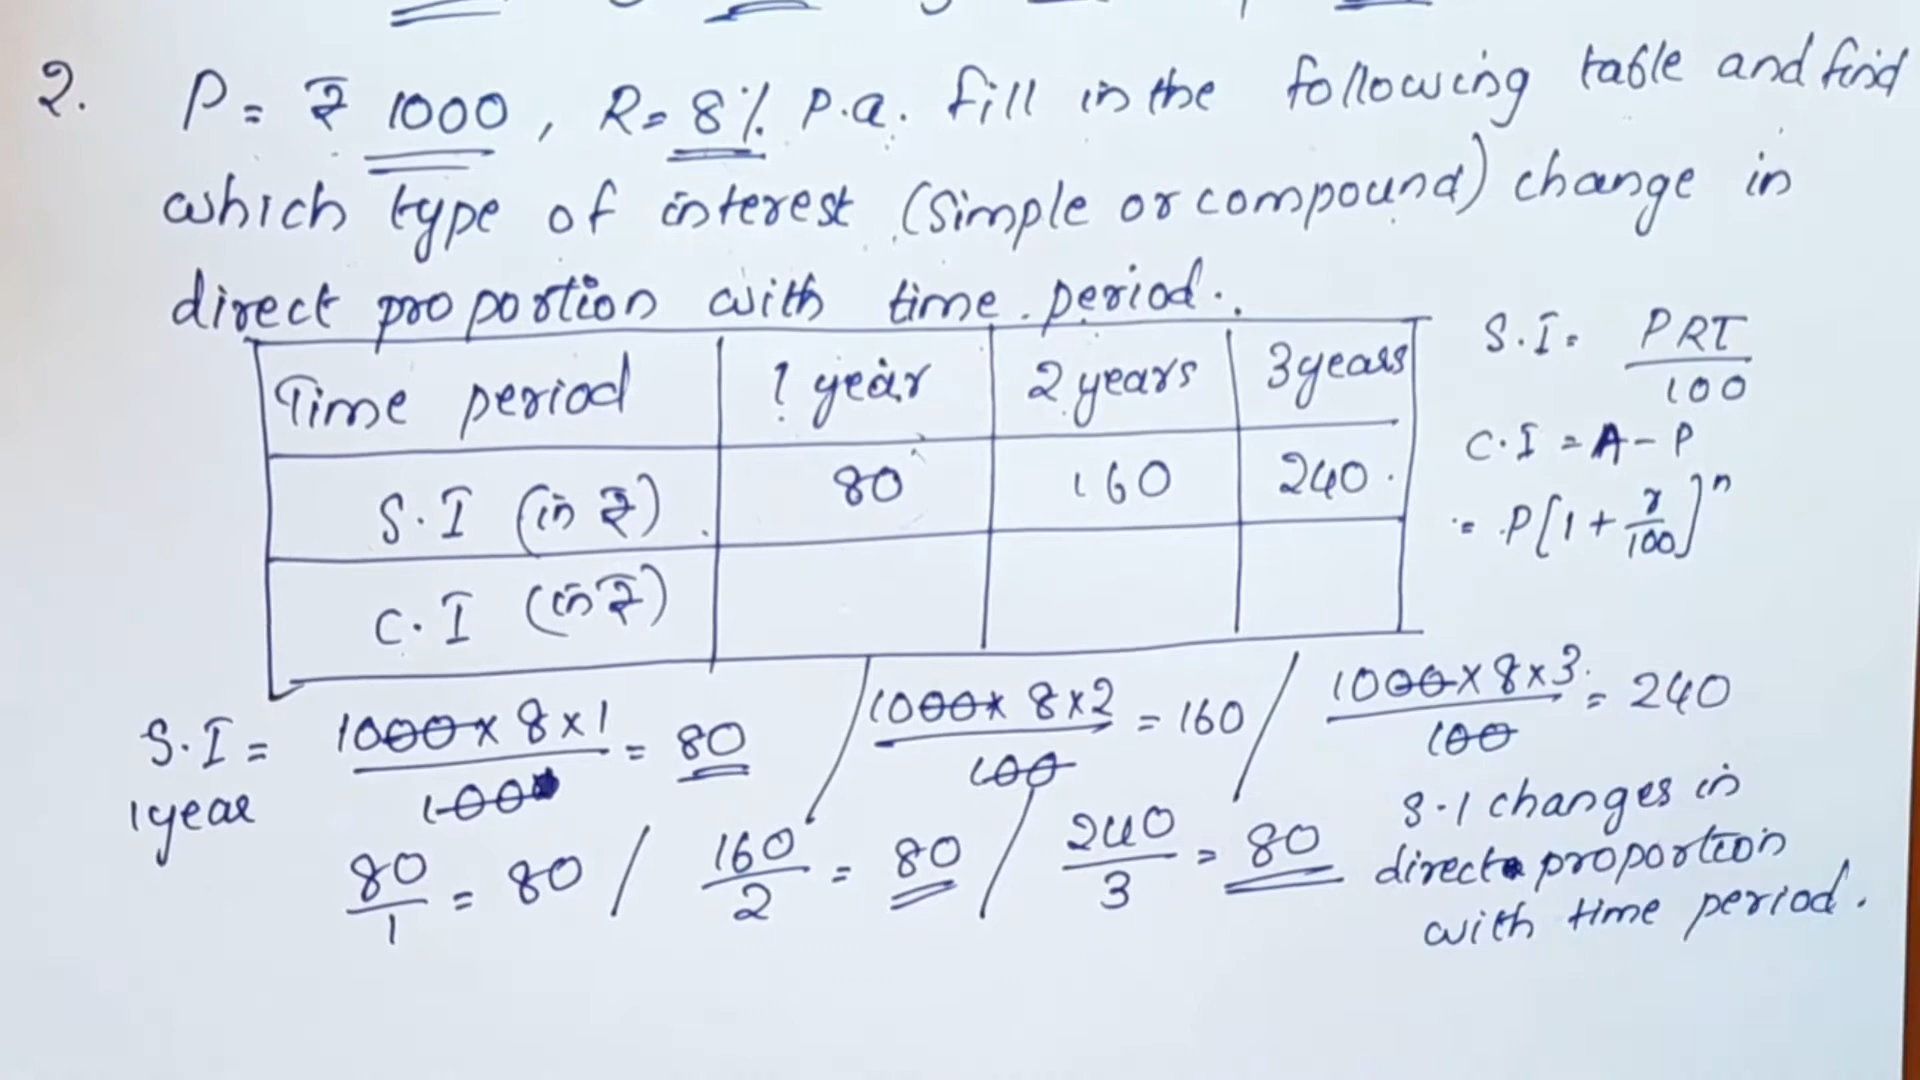 2. P = ₹ 1000, R= 8% P.a. fill in the following table and find
which type of interest (simple or compound) change in
direct proportion with time period.
Time period 1 year 2 years 3 years
S.I (in ₹) 80 160 240
C.I (in ₹)
S.I = PRT/100
C.I = A - P
= P[1 + r/100]^n
S.I = 1000 x 8 x 1/100 = 80 / 1000 x 8 x 2/100 = 160 / 1000 x 8 x 3/100 = 240
1 year
80/1 = 80 / 160/2 = 80 / 240/3 = 80
S.I changes in
direct proportion
with time period.